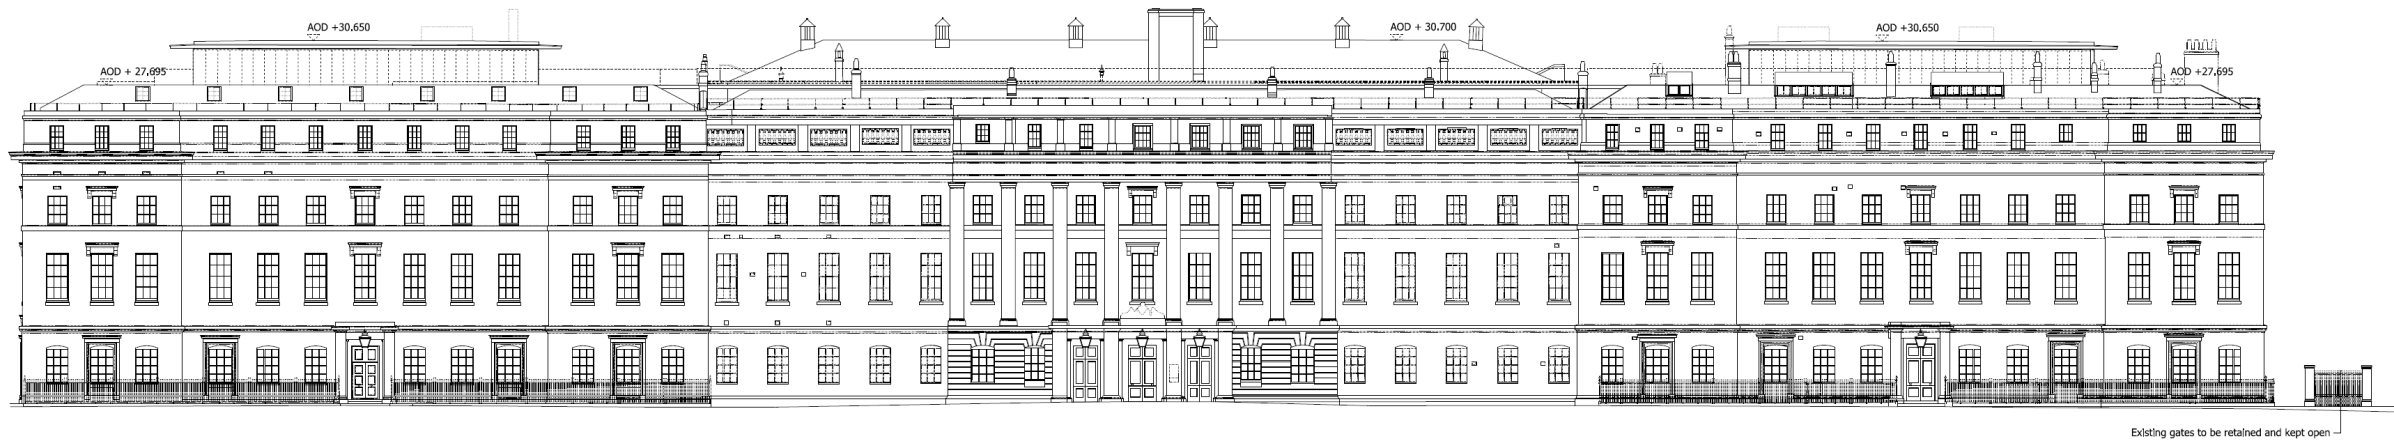 AOD +30.650
AOD + 30.700
AOD +30.650
AOD + 27.695
AOD +27.695
Existing gates to be retained and kept open